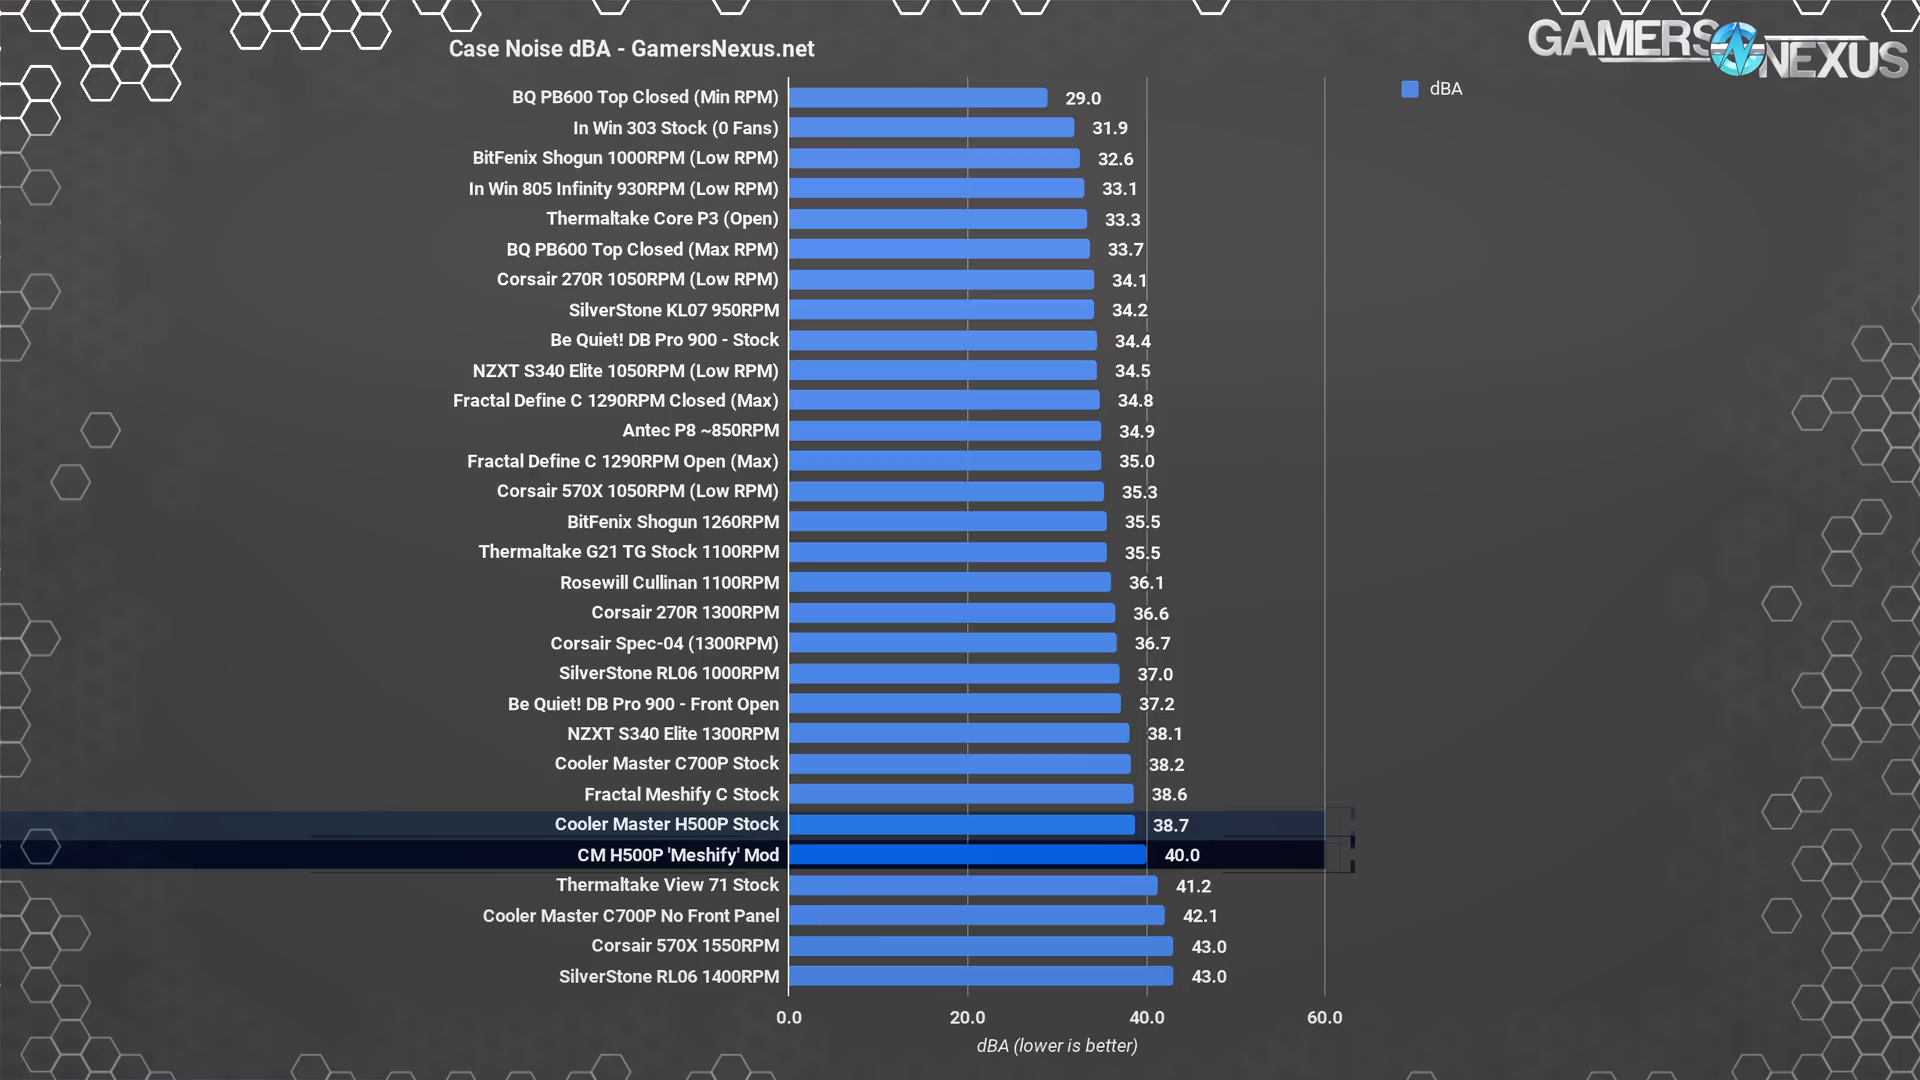 Case Noise dBA - GamersNexus.net
GAMERS NEXUS
dBA
BQ PB600 Top Closed (Min RPM) 29.0
In Win 303 Stock (0 Fans) 31.9
BitFenix Shogun 1000RPM (Low RPM) 32.6
In Win 805 Infinity 930RPM (Low RPM) 33.1
Thermaltake Core P3 (Open) 33.3
BQ PB600 Top Closed (Max RPM) 33.7
Corsair 270R 1050RPM (Low RPM) 34.1
SilverStone KL07 950RPM 34.2
Be Quiet! DB Pro 900 - Stock 34.4
NZXT S340 Elite 1050RPM (Low RPM) 34.5
Fractal Define C 1290RPM Closed (Max) 34.8
Antec P8 ~850RPM 34.9
Fractal Define C 1290RPM Open (Max) 35.0
Corsair 570X 1050RPM (Low RPM) 35.3
BitFenix Shogun 1260RPM 35.5
Thermaltake G21 TG Stock 1100RPM 35.5
Rosewill Cullinan 1100RPM 36.1
Corsair 270R 1300RPM 36.6
Corsair Spec-04 (1300RPM) 36.7
SilverStone RL06 1000RPM 37.0
Be Quiet! DB Pro 900 - Front Open 37.2
NZXT S340 Elite 1300RPM 38.1
Cooler Master C700P Stock 38.2
Fractal Meshify C Stock 38.6
Cooler Master H500P Stock 38.7
CM H500P 'Meshify' Mod 40.0
Thermaltake View 71 Stock 41.2
Cooler Master C700P No Front Panel 42.1
Corsair 570X 1550RPM 43.0
SilverStone RL06 1400RPM 43.0
0.0 20.0 40.0 60.0
dBA (lower is better)